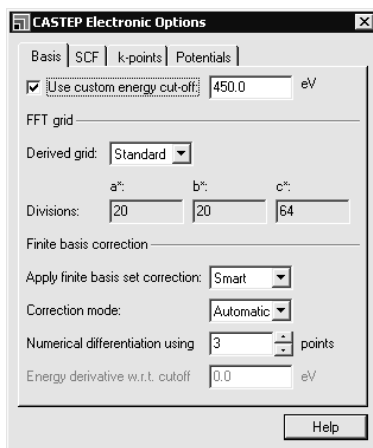 CASTEP Electronic Options
Basis SCF k-points Potentials
Use custom energy cut-off: 450.0 eV
FFT grid
Derived grid: Standard
a*: b*: c*:
Divisions: 20 20 64
Finite basis correction
Apply finite basis set correction: Smart
Correction mode: Automatic
Numerical differentiation using 3 points
Energy derivative w.r.t. cutoff 0.0 eV
Help